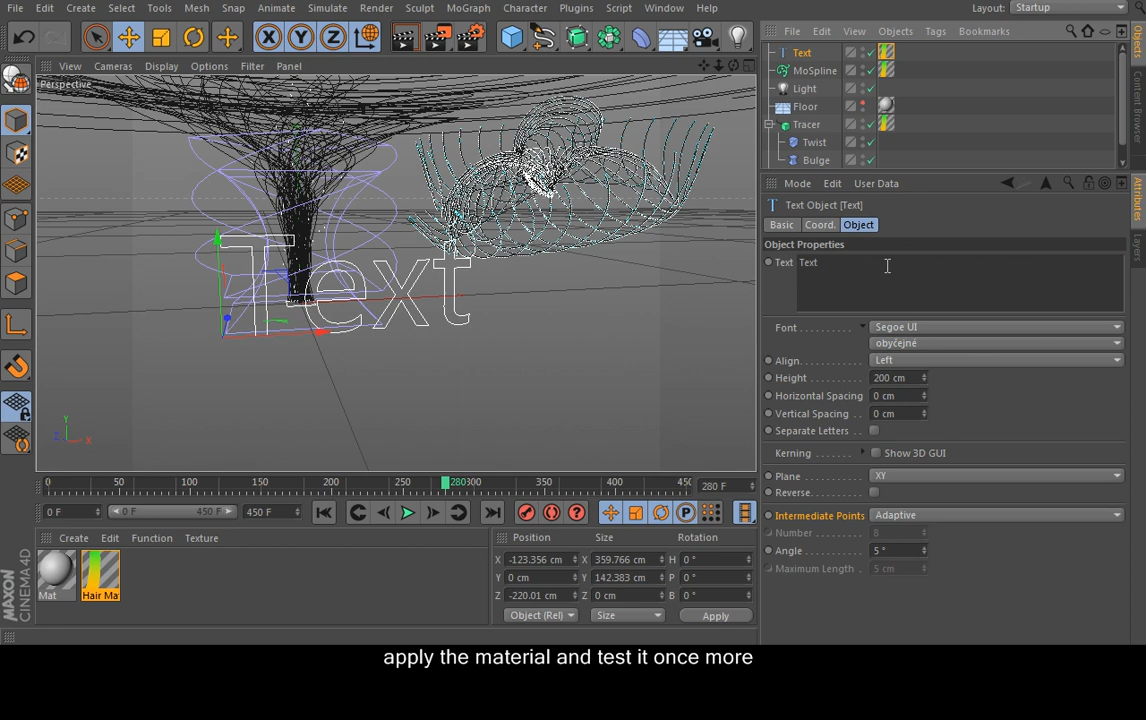 File Edit Create Select Tools Mesh Snap Animate Simulate Render Sculpt MoGraph Character Plugins Script Window Help Layout: Startup
File Edit View Objects Tags Bookmarks
View Cameras Display Options Filter Panel
Perspective
Text
MoSpline
Light
Floor
Tracer
Twist
Bulge
Objects
Content Browser
Attributes
Layers
Mode Edit User Data
Text Object [Text]
Basic Coord. Object
Object Properties
Text Text
Font Segoe UI
obyčejné
Align. Left
Height 200 cm
Horizontal Spacing 0 cm
Vertical Spacing 0 cm
Separate Letters
Kerning Show 3D GUI
Plane XY
Reverse
Intermediate Points Adaptive
Number 8
Angle 5 °
Maximum Length 5 cm
Text
Y
Z X
0 50 100 150 200 250 280 300 350 400 450 280 F
0 F 0 F 450 F 450 F
Create Edit Function Texture
Mat Hair Ma
Position Size Rotation
X -123.356 cm X 359.766 cm H 0 °
Y 0 cm Y 142.383 cm P 0 °
Z -220.01 cm Z 0 cm B 0 °
Object (Rel) Size Apply
MAXON
CINEMA 4D
apply the material and test it once more